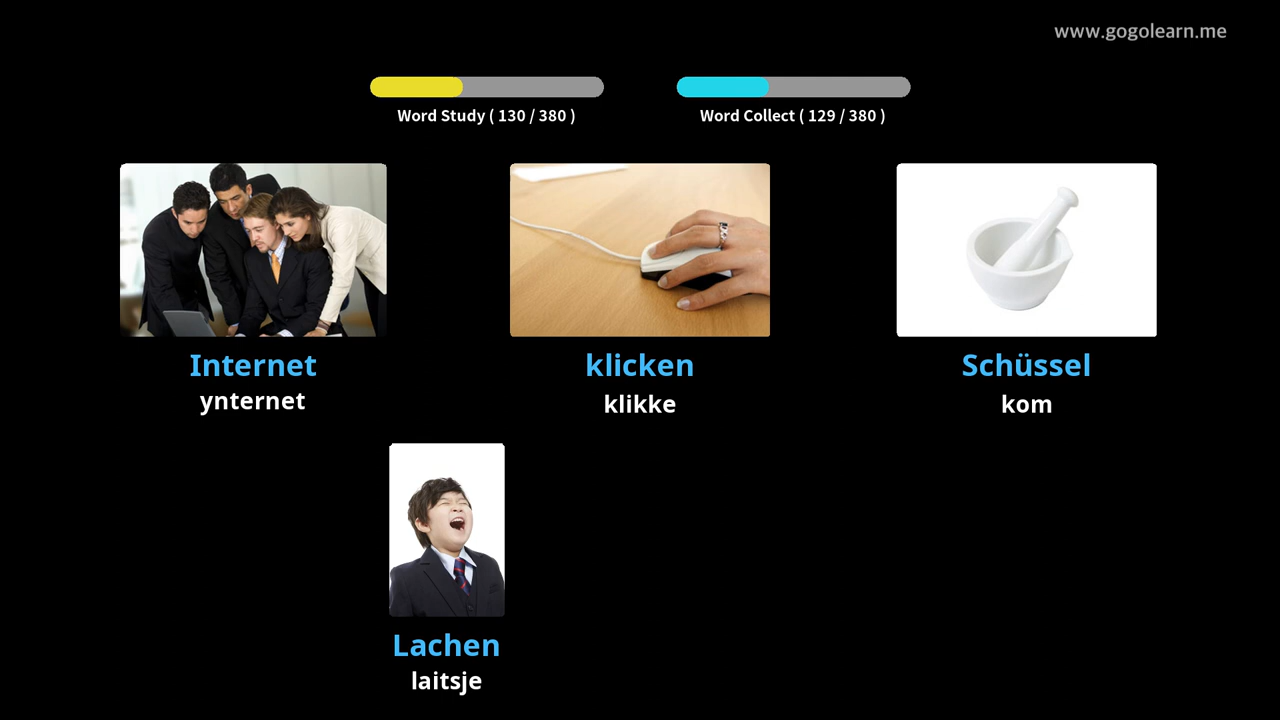 www.gogolearn.me
Word Study ( 130 / 380 )
Word Collect ( 129 / 380 )
Internet
ynternet
klicken
klikke
Schüssel
kom
Lachen
laitsje